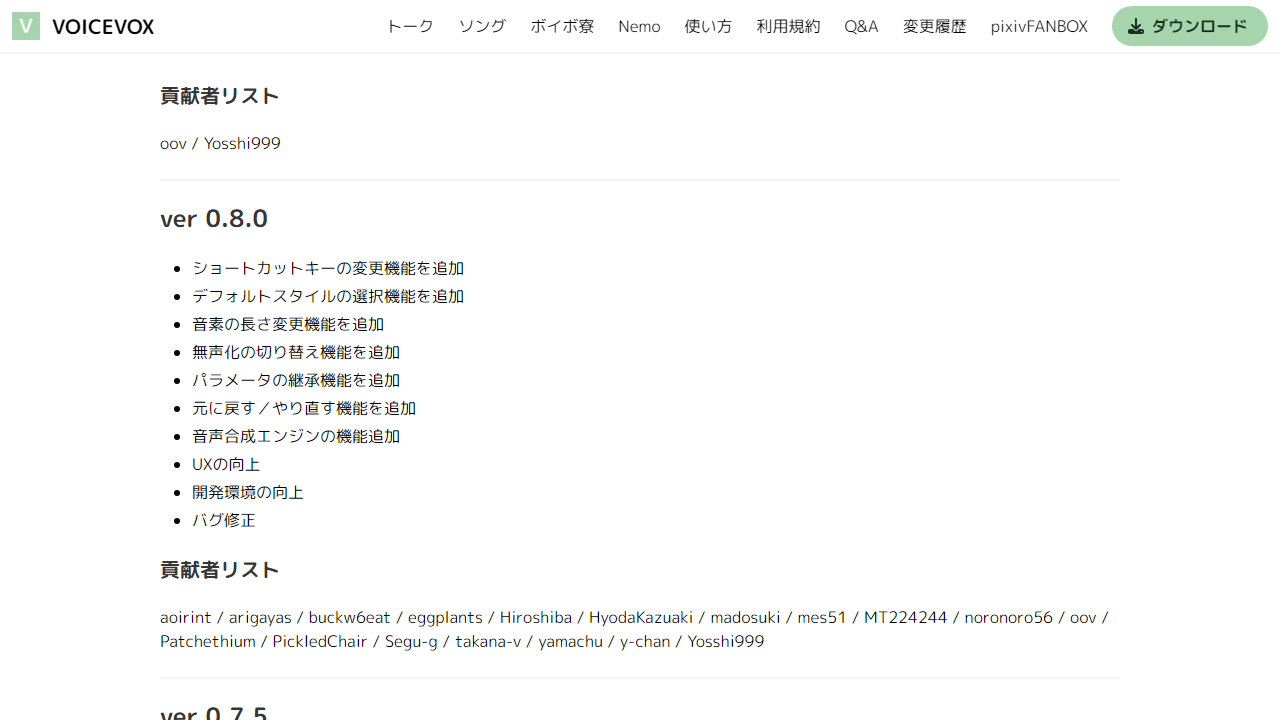 V VOICEVOX トーク ソング ボイボ寮 Nemo 使い方 利用規約 Q&A 変更履歴 pixivFANBOX ダウンロード
貢献者リスト
oov / Yosshi999
ver 0.8.0
ショートカットキーの変更機能を追加
デフォルトスタイルの選択機能を追加
音素の長さ変更機能を追加
無声化の切り替え機能を追加
パラメータの継承機能を追加
元に戻す／やり直す機能を追加
音声合成エンジンの機能追加
UXの向上
開発環境の向上
バグ修正
貢献者リスト
aoirint / arigayas / buckw6eat / eggplants / Hiroshiba / HyodaKazuaki / madosuki / mes51 / MT224244 / noronoro56 / oov /
Patchethium / PickledChair / Segu-g / takana-v / yamachu / y-chan / Yosshi999
ver 0.7.5